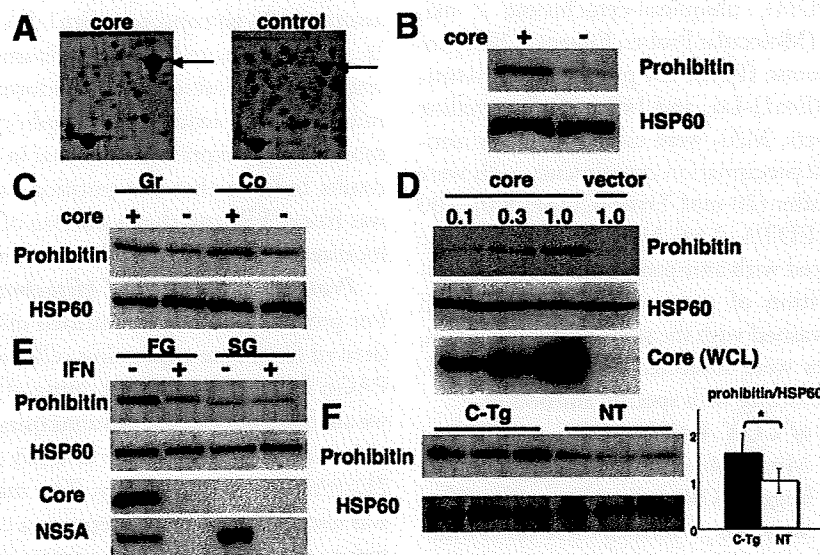 A
core
control
B
core + -
Prohibitin
HSP60
C
Gr Co
core + - + -
Prohibitin
HSP60
D
core vector
0.1 0.3 1.0 1.0
Prohibitin
HSP60
Core (WCL)
E
FG SG
IFN - + - +
Prohibitin
HSP60
Core
NS5A
F
C-Tg NT
Prohibitin
HSP60
prohibitin/HSP60
*
2
1
0
C-Tg NT